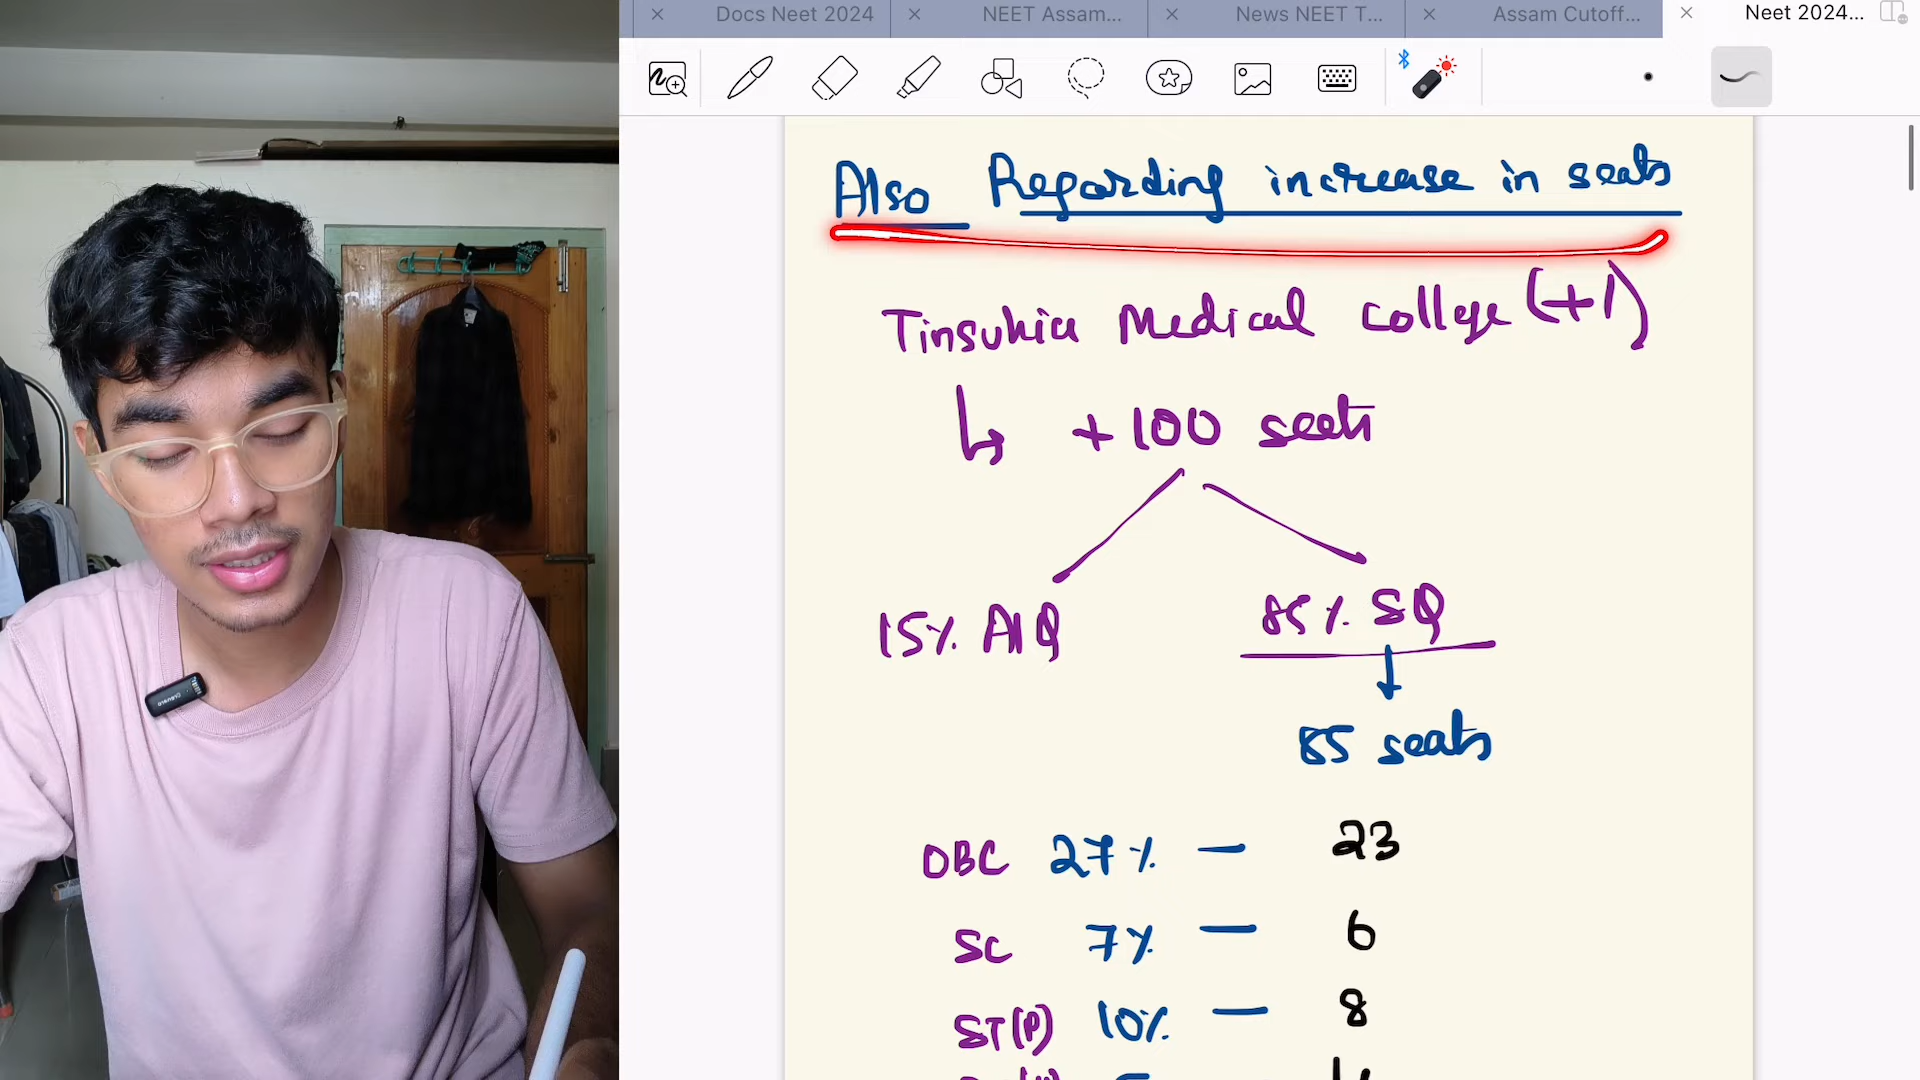 Docs Neet 2024
NEET Assam...
News NEET T...
Assam Cutoff...
Neet 2024...
Also Regarding increase in seats
Tinsukia Medical college (+1)
+ 100 seats
15% AIQ
85% SQ
85 seats
OBC 27% — 23
SC 7% — 6
ST(P) 10% — 8